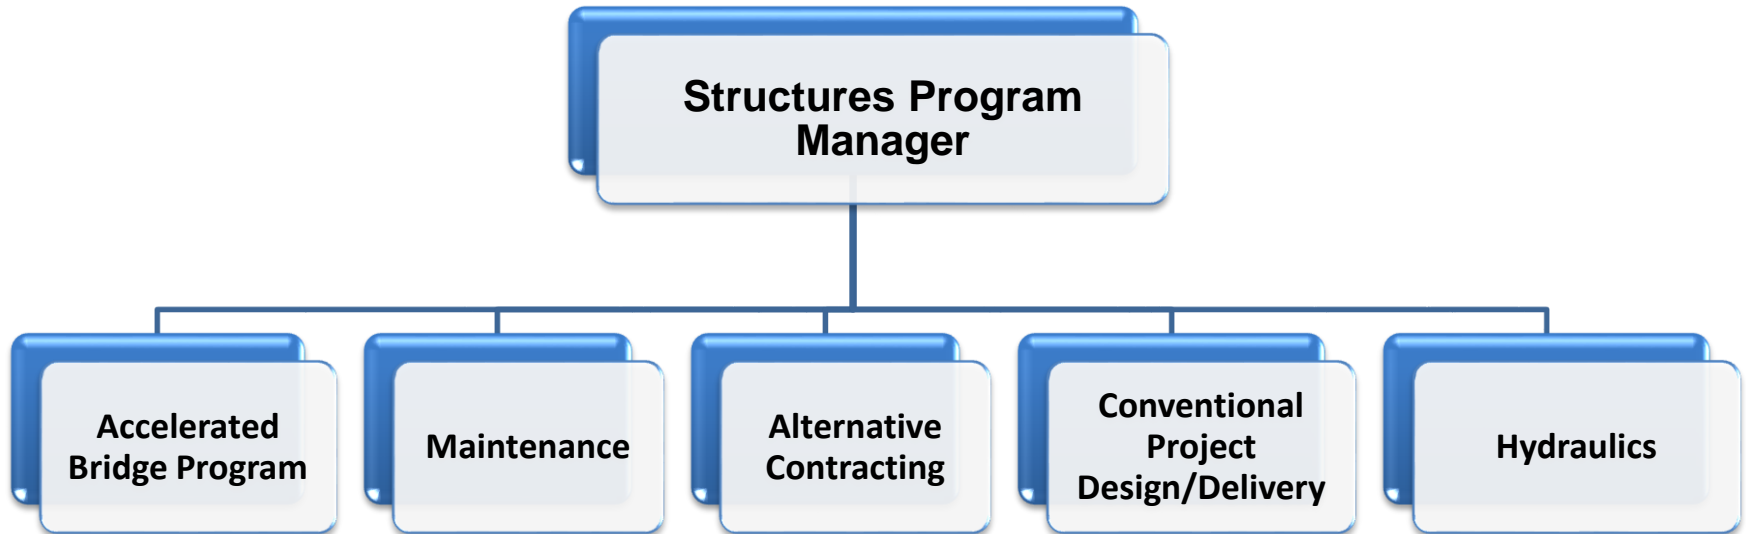 Structures Program
Manager
Accelerated
Bridge Program
Maintenance
Alternative
Contracting
Conventional
Project
Design/Delivery
Hydraulics